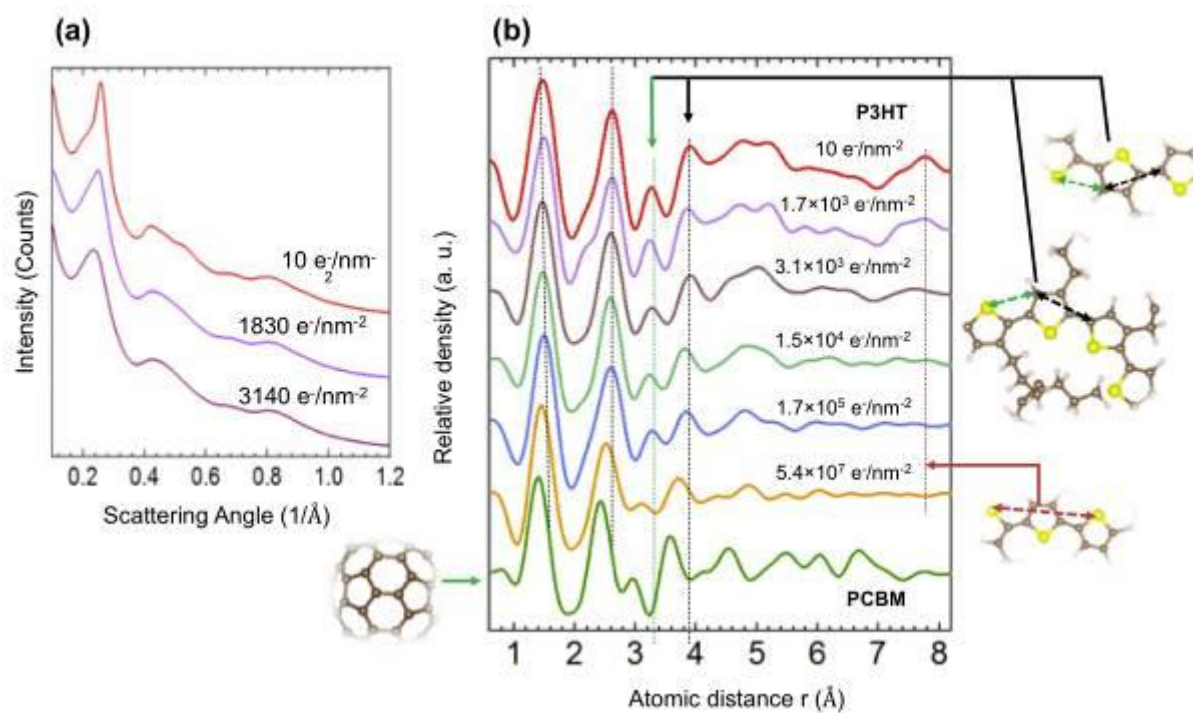 (a)
(b)
Intensity (Counts)
10 e-/nm-
2
1830 e-/nm-2
3140 e-/nm-2
0.2 0.4 0.6 0.8 1.0 1.2
Scattering Angle (1/Å)
Relative density (a. u.)
P3HT
10 e-/nm-2
1.7×10³ e-/nm-2
3.1×10³ e-/nm-2
1.5×10⁴ e-/nm-2
1.7×10⁵ e-/nm-2
5.4×10⁷ e-/nm-2
PCBM
1 2 3 4 5 6 7 8
Atomic distance r (Å)